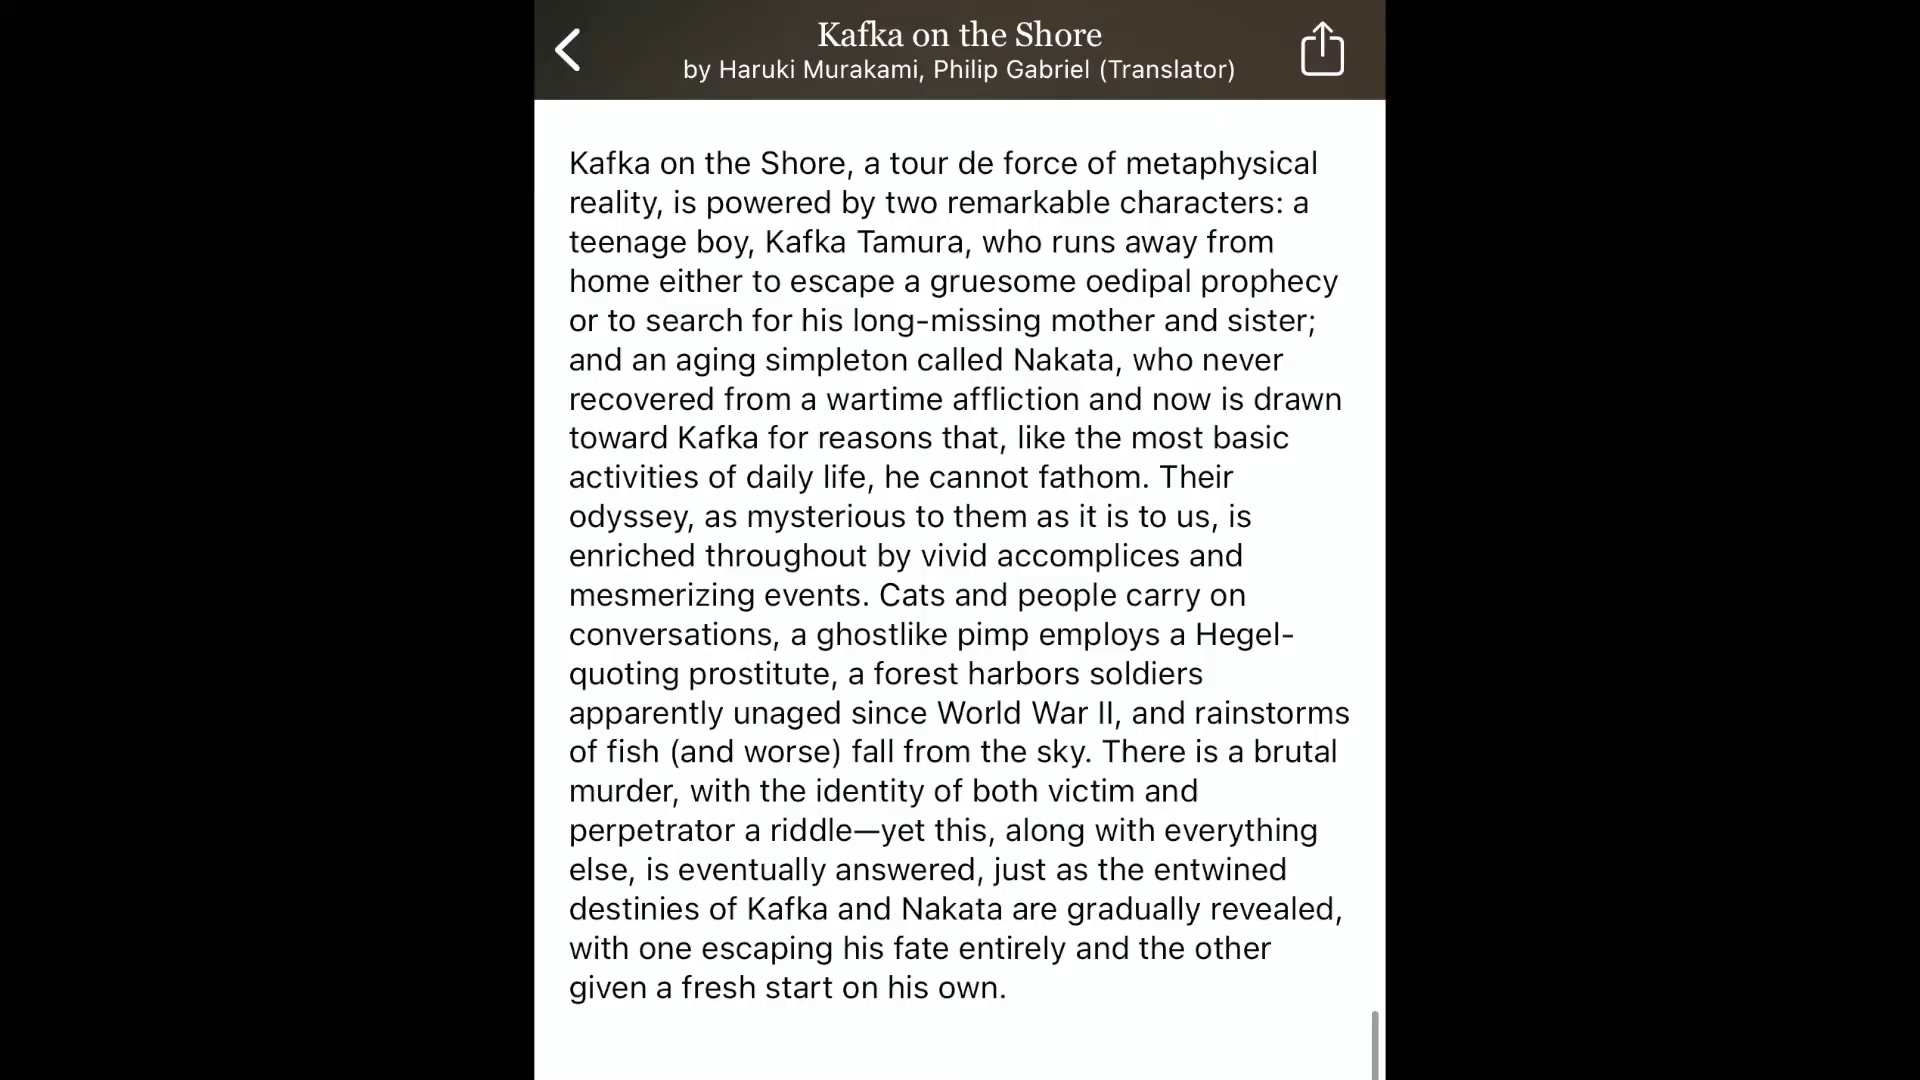 Kafka on the Shore
by Haruki Murakami, Philip Gabriel (Translator)
Kafka on the Shore, a tour de force of metaphysical
reality, is powered by two remarkable characters: a
teenage boy, Kafka Tamura, who runs away from
home either to escape a gruesome oedipal prophecy
or to search for his long-missing mother and sister;
and an aging simpleton called Nakata, who never
recovered from a wartime affliction and now is drawn
toward Kafka for reasons that, like the most basic
activities of daily life, he cannot fathom. Their
odyssey, as mysterious to them as it is to us, is
enriched throughout by vivid accomplices and
mesmerizing events. Cats and people carry on
conversations, a ghostlike pimp employs a Hegel-
quoting prostitute, a forest harbors soldiers
apparently unaged since World War II, and rainstorms
of fish (and worse) fall from the sky. There is a brutal
murder, with the identity of both victim and
perpetrator a riddle—yet this, along with everything
else, is eventually answered, just as the entwined
destinies of Kafka and Nakata are gradually revealed,
with one escaping his fate entirely and the other
given a fresh start on his own.